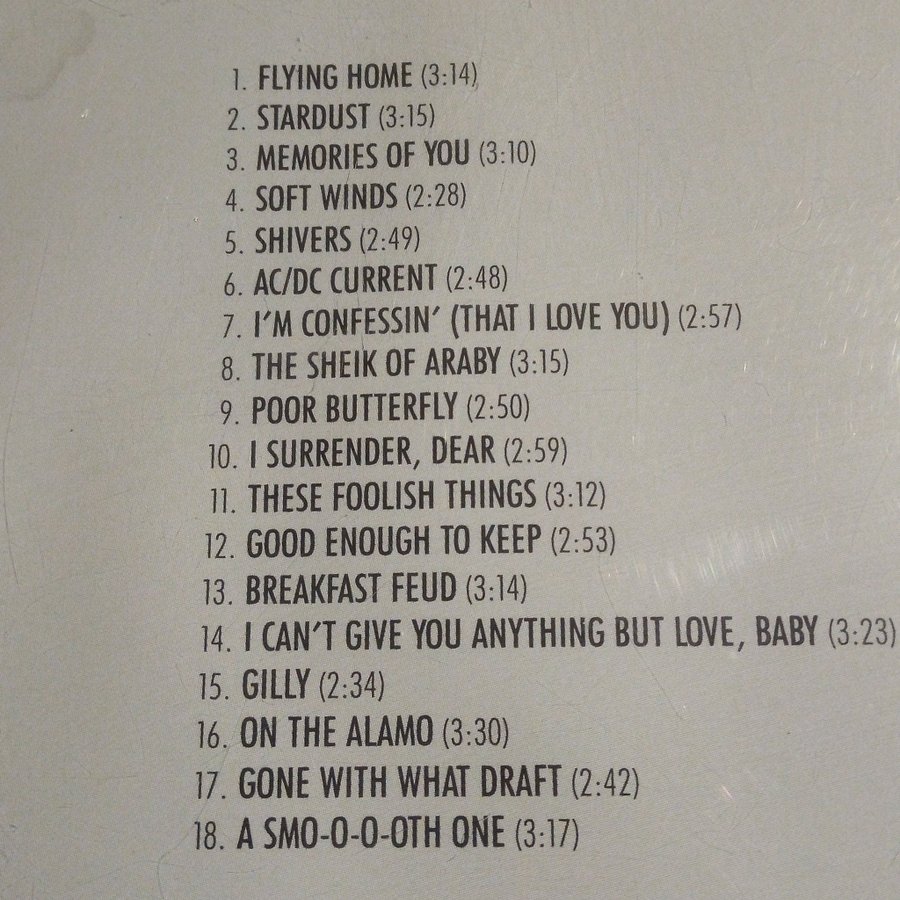 1. FLYING HOME (3:14)
2. STARDUST (3:15)
3. MEMORIES OF YOU (3:10)
4. SOFT WINDS (2:28)
5. SHIVERS (2:49)
6. AC/DC CURRENT (2:48)
7. I'M CONFESSIN' (THAT I LOVE YOU) (2:57)
8. THE SHEIK OF ARABY (3:15)
9. POOR BUTTERFLY (2:50)
10. I SURRENDER, DEAR (2:59)
11. THESE FOOLISH THINGS (3:12)
12. GOOD ENOUGH TO KEEP (2:53)
13. BREAKFAST FEUD (3:14)
14. I CAN'T GIVE YOU ANYTHING BUT LOVE, BABY (3:23)
15. GILLY (2:34)
16. ON THE ALAMO (3:30)
17. GONE WITH WHAT DRAFT (2:42)
18. A SMO-O-O-OTH ONE (3:17)